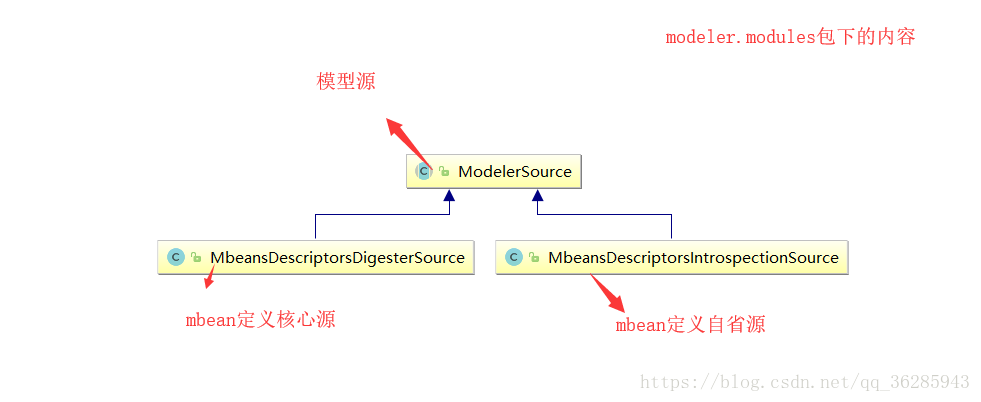 modeler.modules包下的内容
模型源
ModelerSource
MbeansDescriptorsDigesterSource
MbeansDescriptorsIntrospectionSource
mbean定义核心源
mbean定义自省源
https://blog.csdn.net/qq_36285943